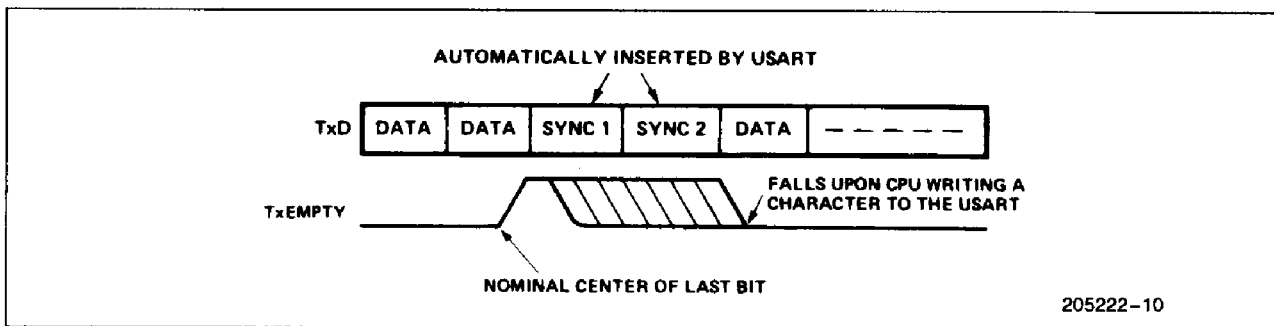 AUTOMATICALLY INSERTED BY USART
TxD DATA DATA SYNC 1 SYNC 2 DATA
TxEMPTY
FALLS UPON CPU WRITING A
CHARACTER TO THE USART
NOMINAL CENTER OF LAST BIT
205222-10